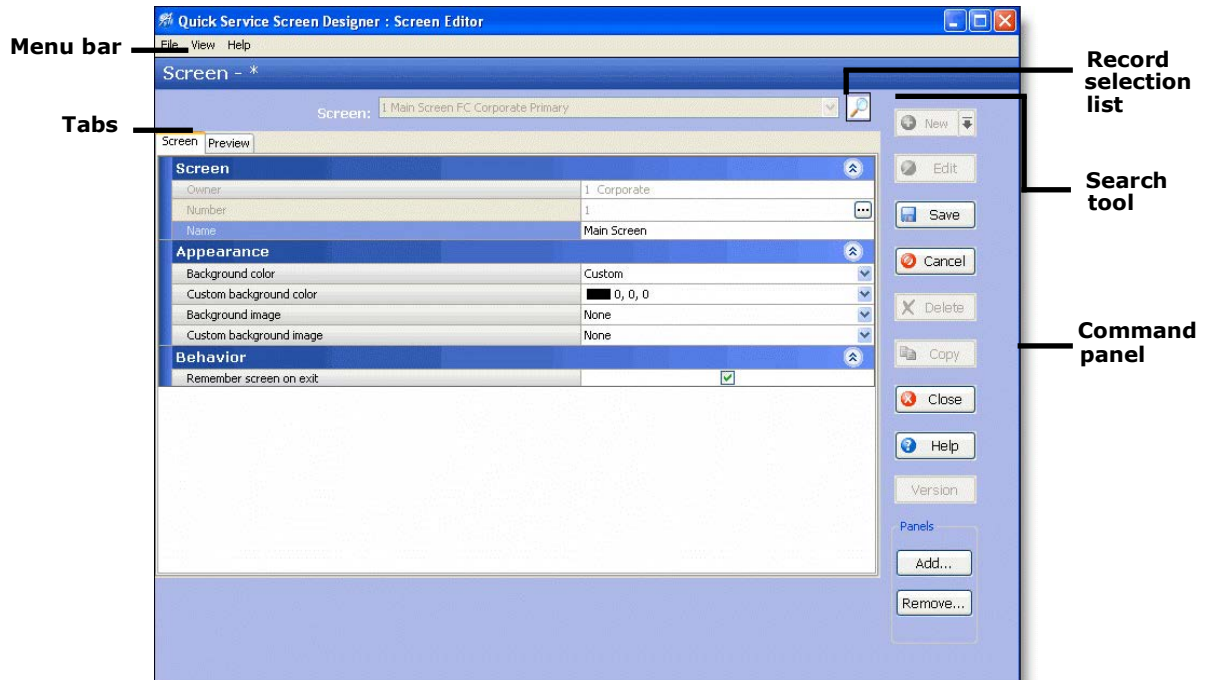 Quick Service Screen Designer : Screen Editor
Menu bar
File View Help
Screen - *
Record
selection
list
Screen: 1 Main Screen FC Corporate Primary
Tabs
New
Screen Preview
Screen
Edit
Owner 1 Corporate
Search
tool
Number 1 ...
Save
Name Main Screen
Appearance
Cancel
Background color Custom
Custom background color 0, 0, 0
Delete
Background image None
Custom background image None
Command
panel
Behavior
Copy
Remember screen on exit
Close
Help
Version
Panels
Add...
Remove...